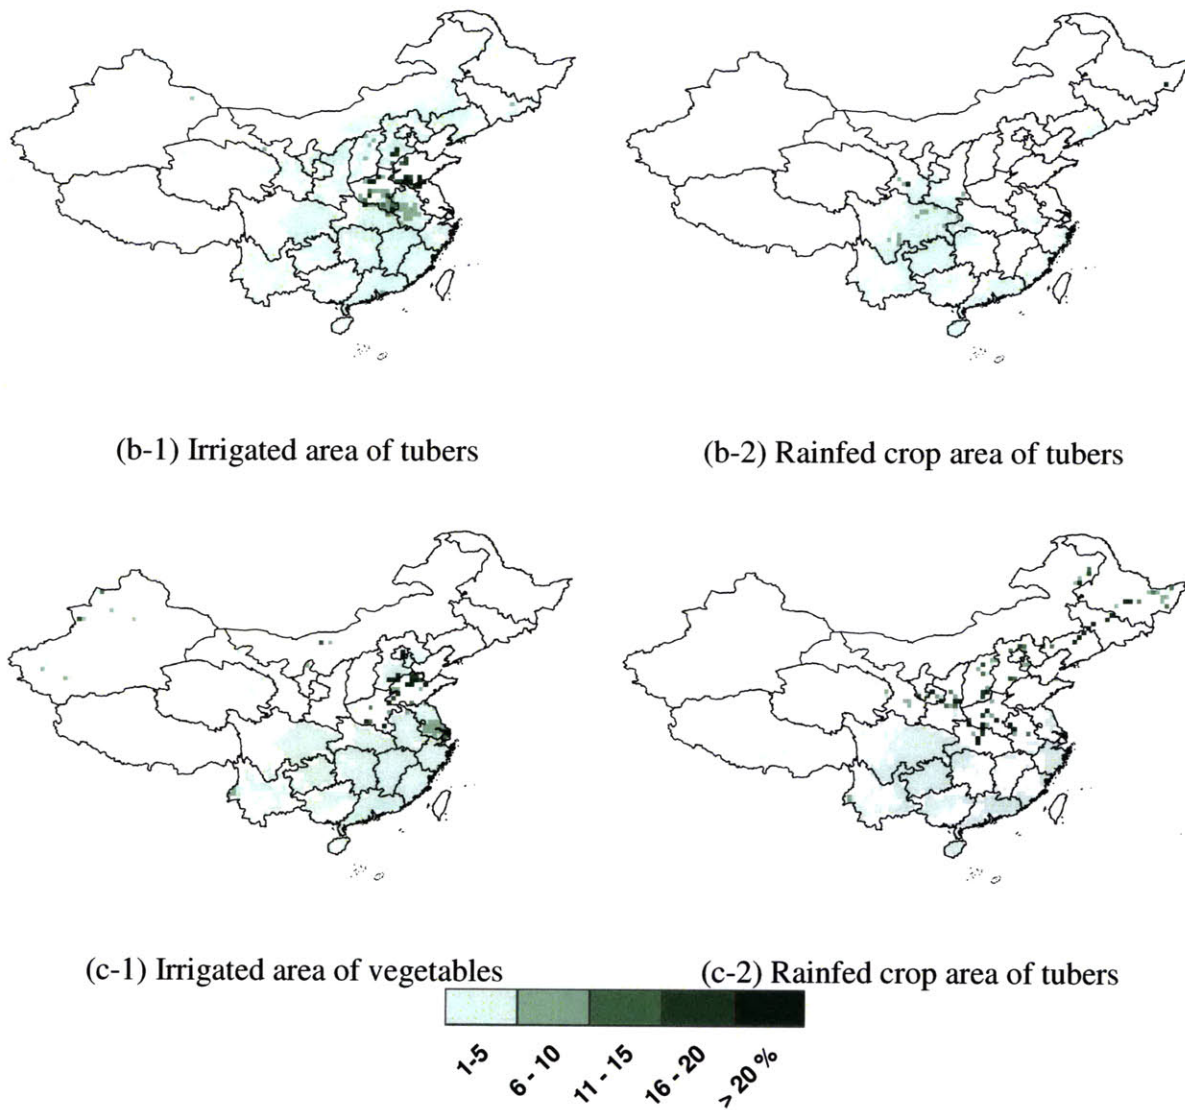 (b-1) Irrigated area of tubers
(b-2) Rainfed crop area of tubers
(c-1) Irrigated area of vegetables
(c-2) Rainfed crop area of tubers
1-5
6 - 10
11 - 15
16 - 20
> 20 %